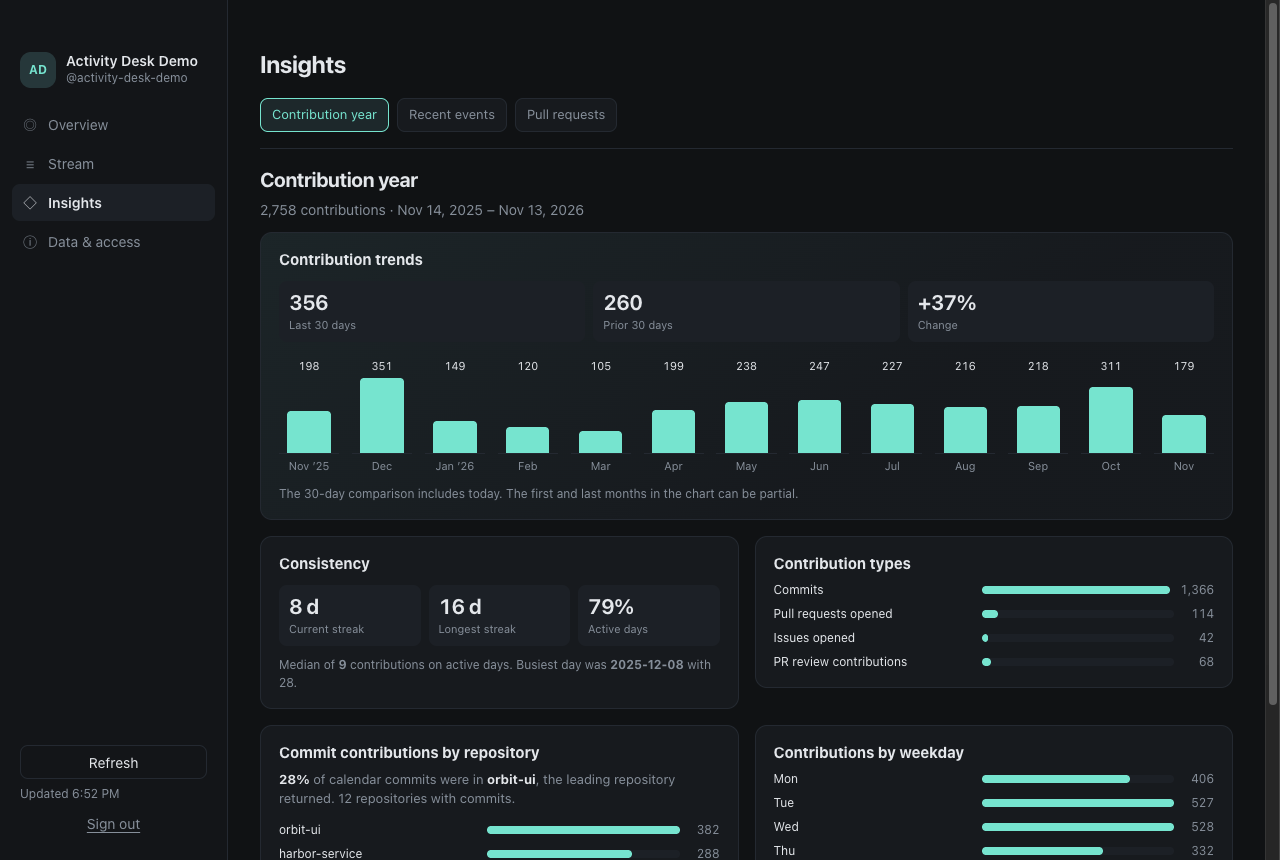 AD
Activity Desk Demo
@activity-desk-demo
Overview
Stream
Insights
Data & access
Refresh
Updated 6:52 PM
Sign out
Insights
Contribution year
Recent events
Pull requests
Contribution year
2,758 contributions · Nov 14, 2025 – Nov 13, 2026
Contribution trends
356
Last 30 days
260
Prior 30 days
+37%
Change
198 351 149 120 105 199 238 247 227 216 218 311 179
Nov ’25 Dec Jan ’26 Feb Mar Apr May Jun Jul Aug Sep Oct Nov
The 30-day comparison includes today. The first and last months in the chart can be partial.
Consistency
8 d
Current streak
16 d
Longest streak
79%
Active days
Median of 9 contributions on active days. Busiest day was 2025-12-08 with
28.
Contribution types
Commits 1,366
Pull requests opened 114
Issues opened 42
PR review contributions 68
Commit contributions by repository
28% of calendar commits were in orbit-ui, the leading repository
returned. 12 repositories with commits.
orbit-ui 382
harbor-service 288
Contributions by weekday
Mon 406
Tue 527
Wed 528
Thu 332